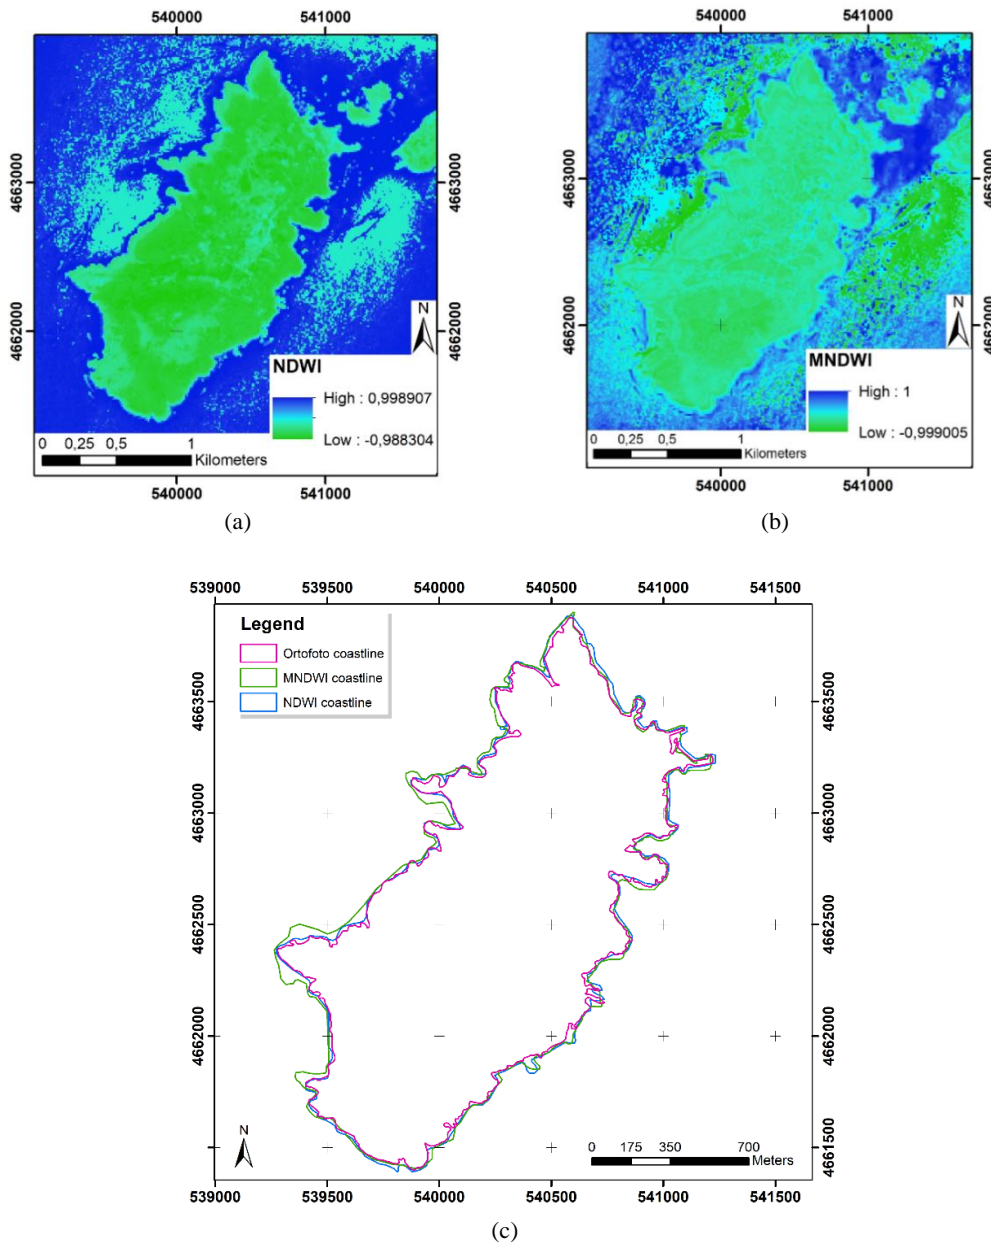 540000 541000
4663000
4662000
N
NDWI
High : 0,998907
Low : -0,988304
0 0,25 0,5 1
Kilometers
540000 541000
(a)
540000 541000
4663000
4662000
N
MNDWI
High : 1
Low : -0,999005
0 0,25 0,5 1
Kilometers
540000 541000
(b)
539000 539500 540000 540500 541000 541500
Legend
Ortofoto coastline
MNDWI coastline
NDWI coastline
4663500 4663500
4663000 4663000
4662500 4662500
4662000 4662000
4661500 4661500
N
0 175 350 700
Meters
539000 539500 540000 540500 541000 541500
(c)